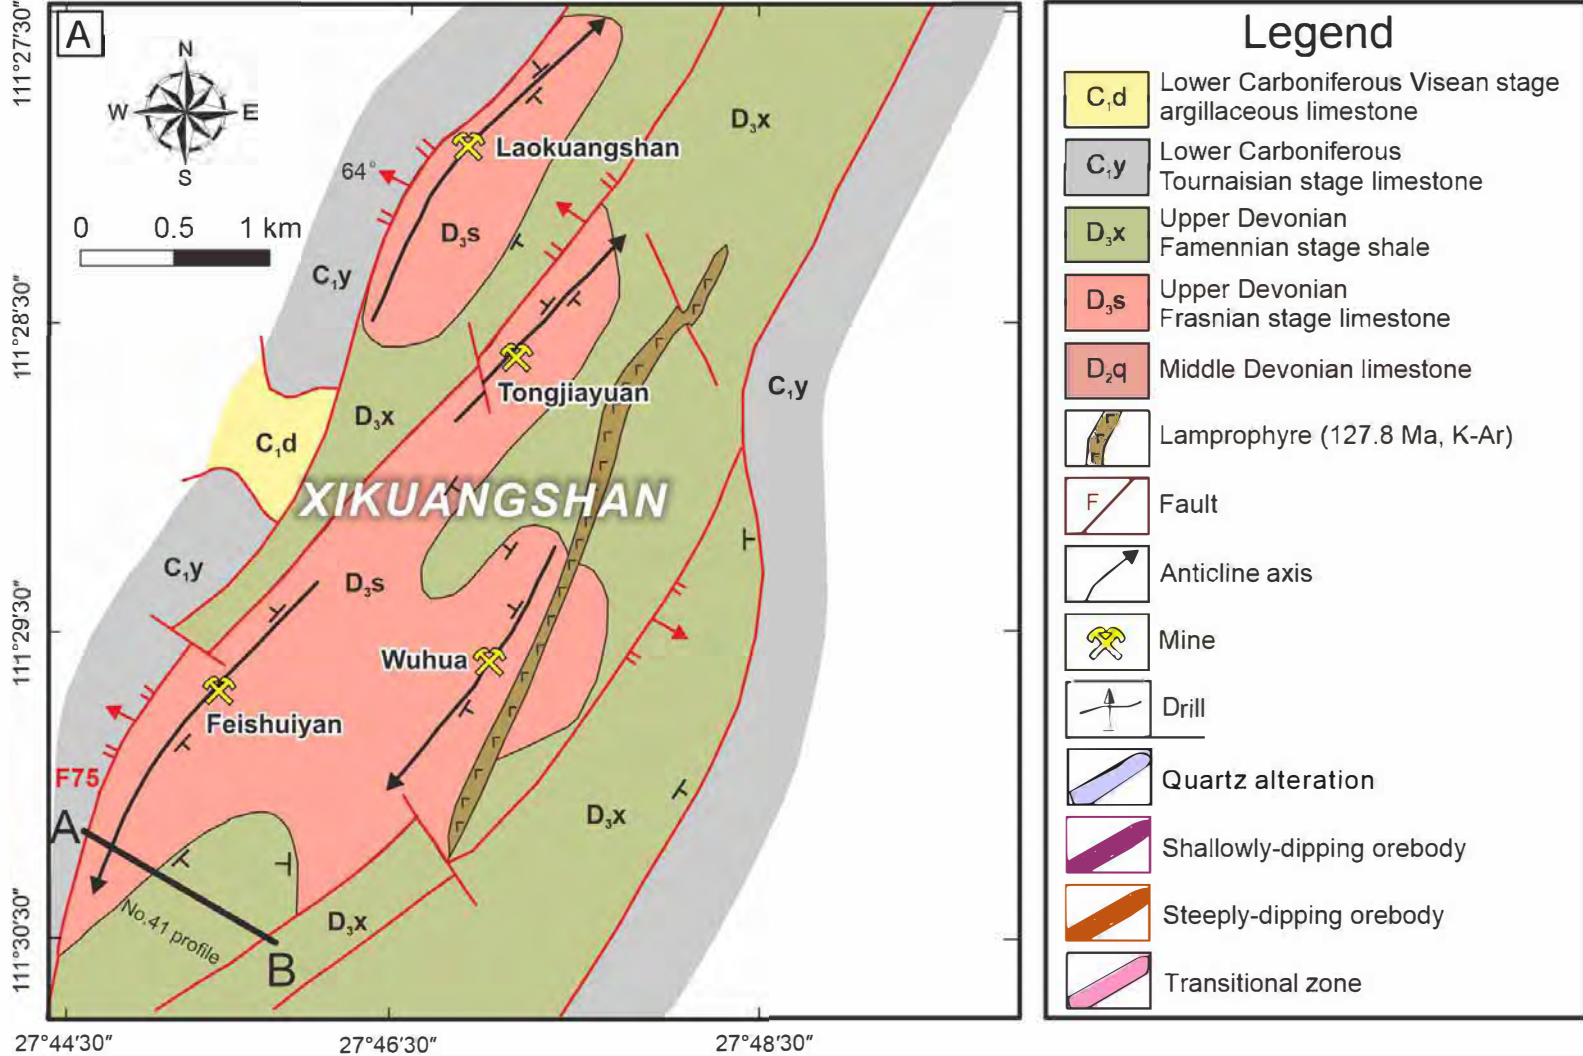 A
N
W E
S
0 0.5 1 km
64°
Laokuangshan
D₃x
D₃s
C₁y
Tongjiayuan
C₁y
D₃x
C₁d
XIKUANGSHAN
C₁y
D₃s
Wuhua
Feishuiyan
F75
A
D₃x
No.41 profile
D₃x
B
111°27′30″
111°28′30″
111°29′30″
111°30′30″
27°44′30″ 27°46′30″ 27°48′30″
Legend
C₁d Lower Carboniferous Visean stage
argillaceous limestone
C₁y Lower Carboniferous
Tournaisian stage limestone
D₃x Upper Devonian
Famennian stage shale
D₃s Upper Devonian
Frasnian stage limestone
D₂q Middle Devonian limestone
Lamprophyre (127.8 Ma, K-Ar)
F Fault
Anticline axis
Mine
Drill
Quartz alteration
Shallowly-dipping orebody
Steeply-dipping orebody
Transitional zone